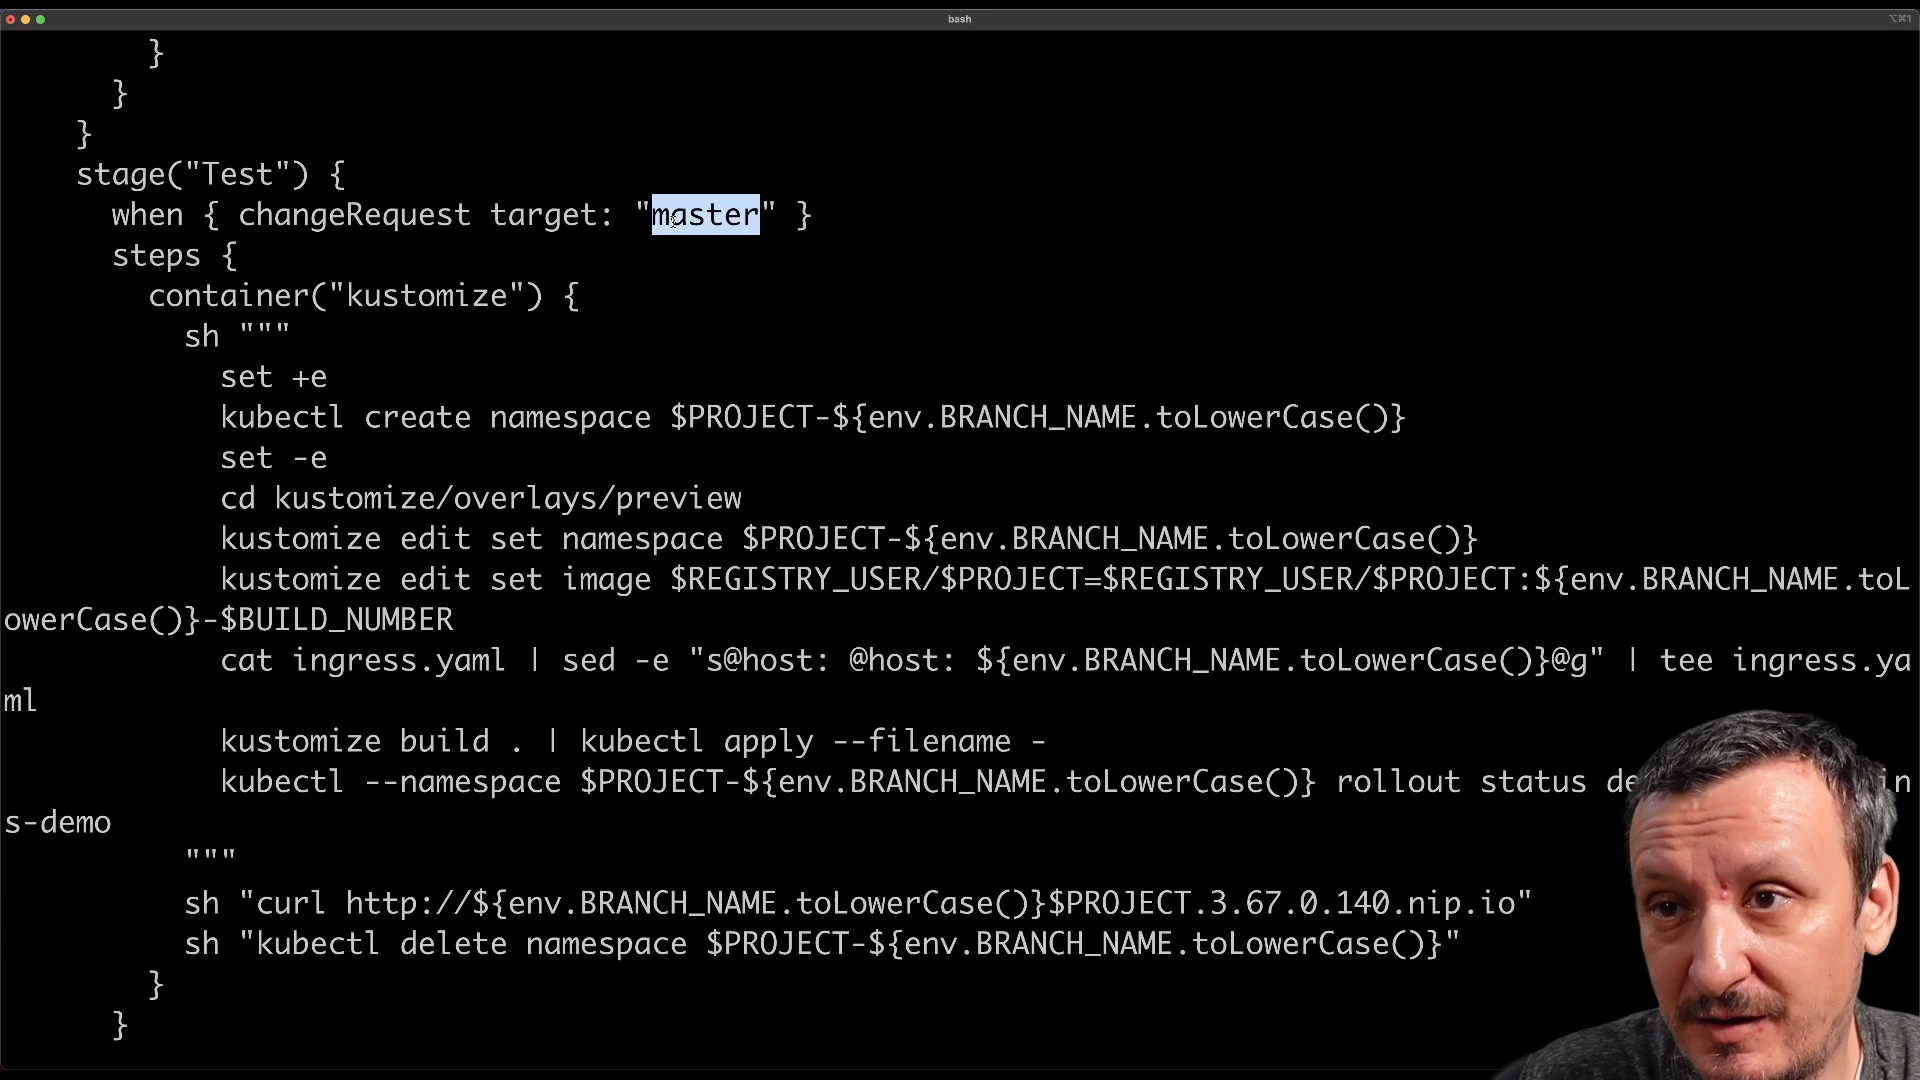 bash
⌥⌘1
}
}
}
stage("Test") {
when { changeRequest target: "master" }
steps {
container("kustomize") {
sh """
set +e
kubectl create namespace $PROJECT-${env.BRANCH_NAME.toLowerCase()}
set -e
cd kustomize/overlays/preview
kustomize edit set namespace $PROJECT-${env.BRANCH_NAME.toLowerCase()}
kustomize edit set image $REGISTRY_USER/$PROJECT=$REGISTRY_USER/$PROJECT:${env.BRANCH_NAME.toL
owerCase()}-$BUILD_NUMBER
cat ingress.yaml | sed -e "s@host: @host: ${env.BRANCH_NAME.toLowerCase()}@g" | tee ingress.ya
ml
kustomize build . | kubectl apply --filename -
kubectl --namespace $PROJECT-${env.BRANCH_NAME.toLowerCase()} rollout status
s-demo
"""
sh "curl http://${env.BRANCH_NAME.toLowerCase()}$PROJECT.3.67.0.140.nip.io"
sh "kubectl delete namespace $PROJECT-${env.BRANCH_NAME.toLowerCase()}"
}
}